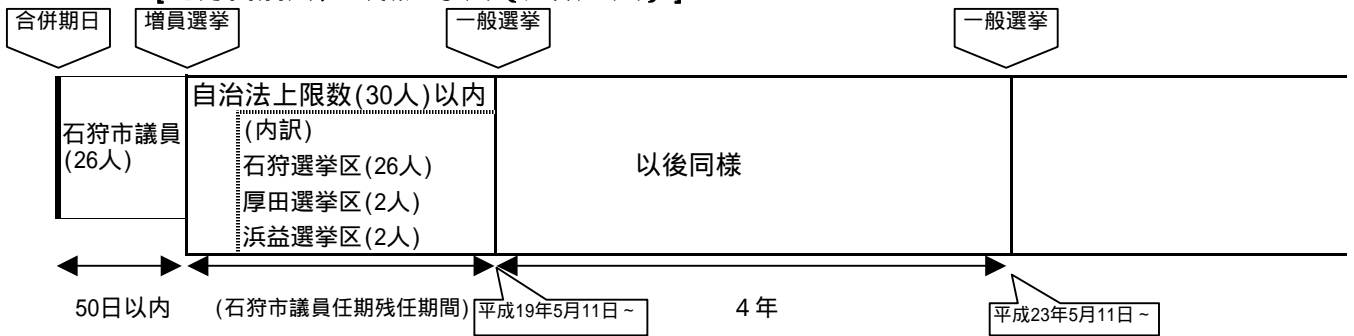 合併期日
増員選挙
一般選挙
一般選挙
石狩市議員
(26人)
自治法上限数(30人)以内
(内訳)
石狩選挙区(26人)
厚田選挙区(2人)
浜益選挙区(2人)
以後同様
50日以内
(石狩市議員任期残任期間)
平成19年5月11日~
4年
平成23年5月11日~